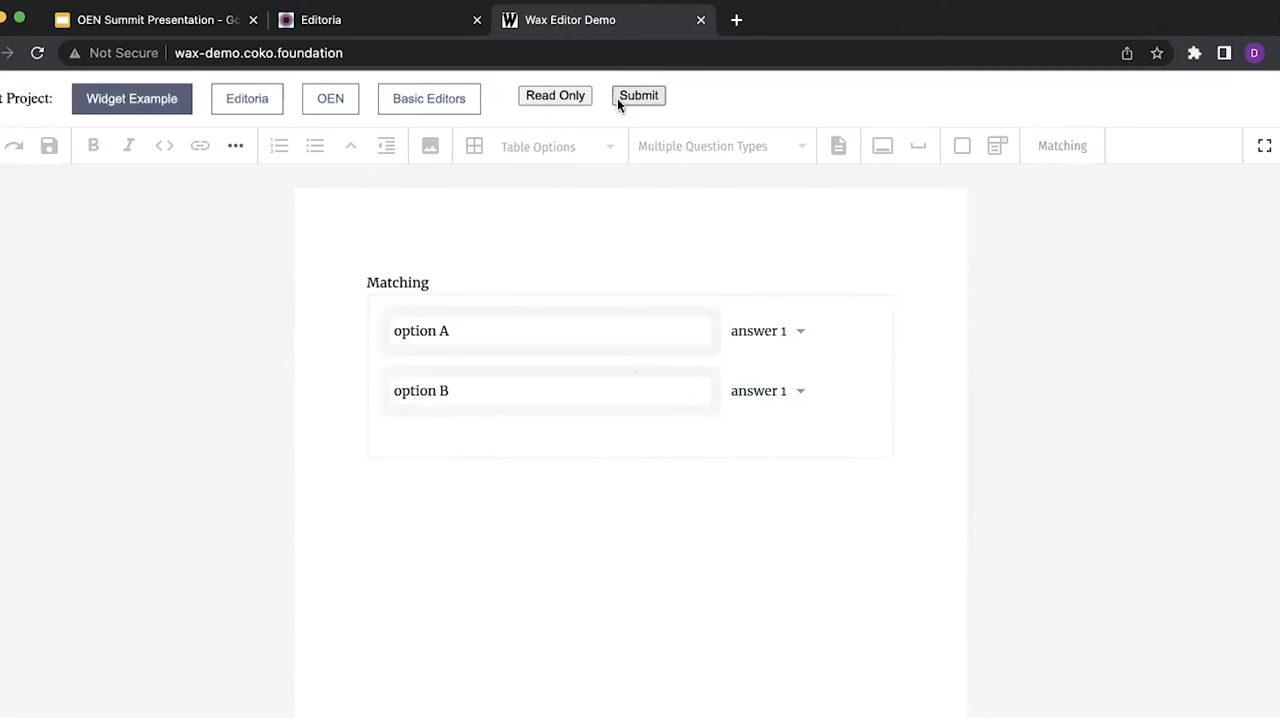 OEN Summit Presentation - Go
Editoria
Wax Editor Demo
Not Secure
wax-demo.coko.foundation
D
t Project:
Widget Example
Editoria
OEN
Basic Editors
Read Only
Submit
B
I
Table Options
Multiple Question Types
Matching
Matching
option A
answer 1
option B
answer 1